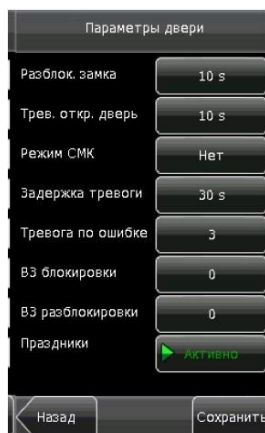 Параметры двери
Разблок. замка 10 s
Трев. откр. дверь 10 s
Режим СМК Нет
Задержка тревоги 30 s
Тревога по ошибке 3
ВЗ блокировки 0
ВЗ разблокировки 0
Праздники Активно
Назад Сохранить